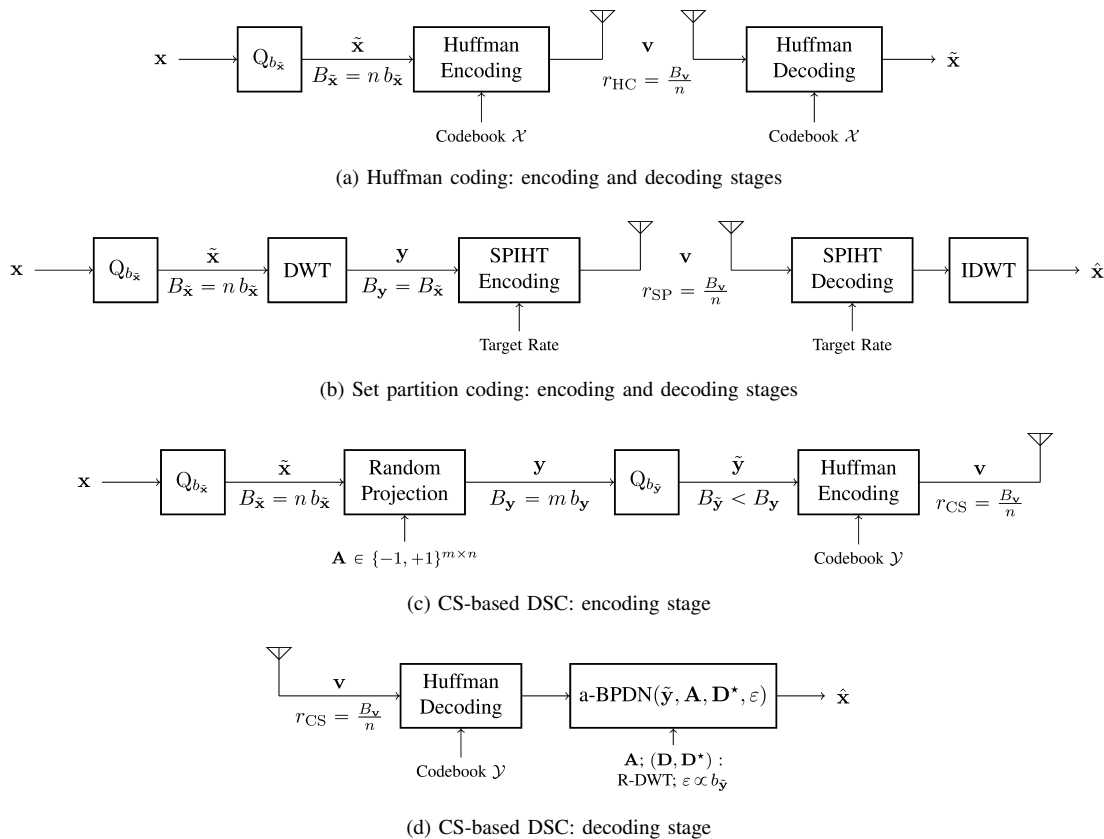 x
Q_{b_x̃}
x̃
B_x̃ = n b_x̃
Huffman
Encoding
Codebook 𝒳
v
r_HC = B_v/n
Huffman
Decoding
Codebook 𝒳
x̃
(a) Huffman coding: encoding and decoding stages
x
Q_{b_x̃}
x̃
B_x̃ = n b_x̃
DWT
y
B_y = B_x̃
SPIHT
Encoding
Target Rate
v
r_SP = B_v/n
SPIHT
Decoding
Target Rate
IDWT
x̂
(b) Set partition coding: encoding and decoding stages
x
Q_{b_x̃}
x̃
B_x̃ = n b_x̃
Random
Projection
A ∈ {−1, +1}^{m×n}
y
B_y = m b_y
Q_{b_ỹ}
ỹ
B_ỹ < B_y
Huffman
Encoding
Codebook 𝒴
v
r_CS = B_v/n
(c) CS-based DSC: encoding stage
v
r_CS = B_v/n
Huffman
Decoding
Codebook 𝒴
a-BPDN(ỹ, A, D⋆, ε)
A; (D, D⋆) :
R-DWT; ε ∝ b_ỹ
x̂
(d) CS-based DSC: decoding stage